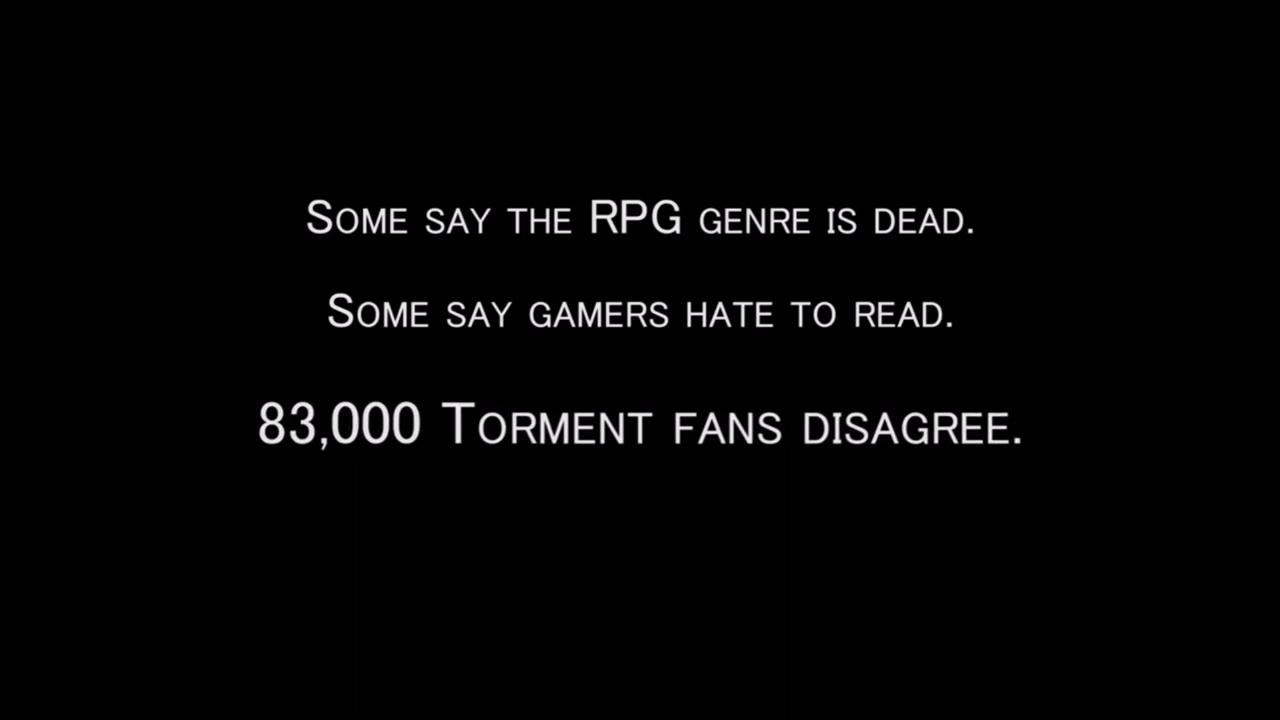 Some say the RPG genre is dead.
Some say gamers hate to read.
83,000 Torment fans disagree.